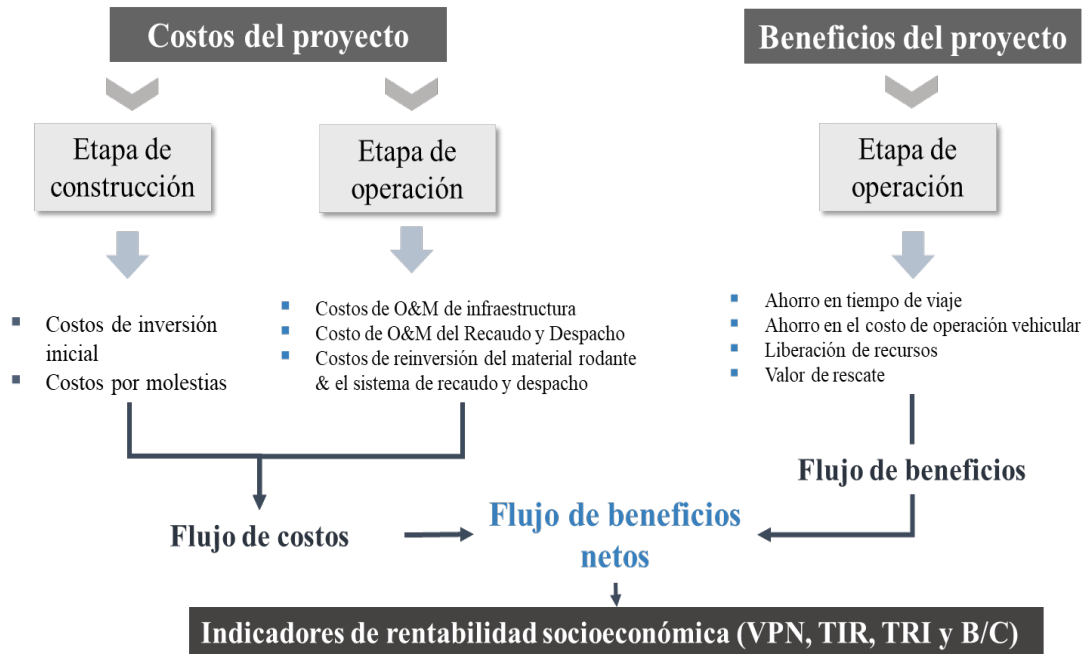 Costos del proyecto
Beneficios del proyecto
Etapa de
construcción
Etapa de
operación
Etapa de
operación
Costos de inversión
inicial
Costos por molestias
Costos de O&M de infraestructura
Costo de O&M del Recaudo y Despacho
Costos de reinversión del material rodante
& el sistema de recaudo y despacho
Ahorro en tiempo de viaje
Ahorro en el costo de operación vehicular
Liberación de recursos
Valor de rescate
Flujo de beneficios
Flujo de costos
Flujo de beneficios
netos
Indicadores de rentabilidad socioeconómica (VPN, TIR, TRI y B/C)